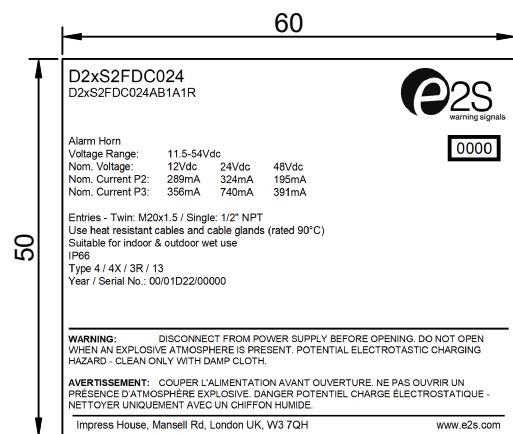 60
50
D2xS2FDC024
D2xS2FDC024AB1A1R
e2S
warning signals
0000
Alarm Horn
Voltage Range: 11.5-54Vdc
Nom. Voltage: 12Vdc 24Vdc 48Vdc
Nom. Current P2: 289mA 324mA 195mA
Nom. Current P3: 356mA 740mA 391mA
Entries - Twin: M20x1.5 / Single: 1/2" NPT
Use heat resistant cables and cable glands (rated 90°C)
Suitable for indoor & outdoor wet use
IP66
Type 4 / 4X / 3R / 13
Year / Serial No.: 00/01D22/00000
WARNING: DISCONNECT FROM POWER SUPPLY BEFORE OPENING. DO NOT OPEN
WHEN AN EXPLOSIVE ATMOSPHERE IS PRESENT. POTENTIAL ELECTROTASTIC CHARGING
HAZARD - CLEAN ONLY WITH DAMP CLOTH.
AVERTISSEMENT: COUPER L'ALIMENTATION AVANT OUVERTURE. NE PAS OUVRIR UN
PRÉSENCE D'ATMOSPHÈRE EXPLOSIVE. DANGER POTENTIEL CHARGE ÉLECTROSTATIQUE -
NETTOYER UNIQUEMENT AVEC UN CHIFFON HUMIDE.
Impress House, Mansell Rd, London UK, W3 7QH www.e2s.com